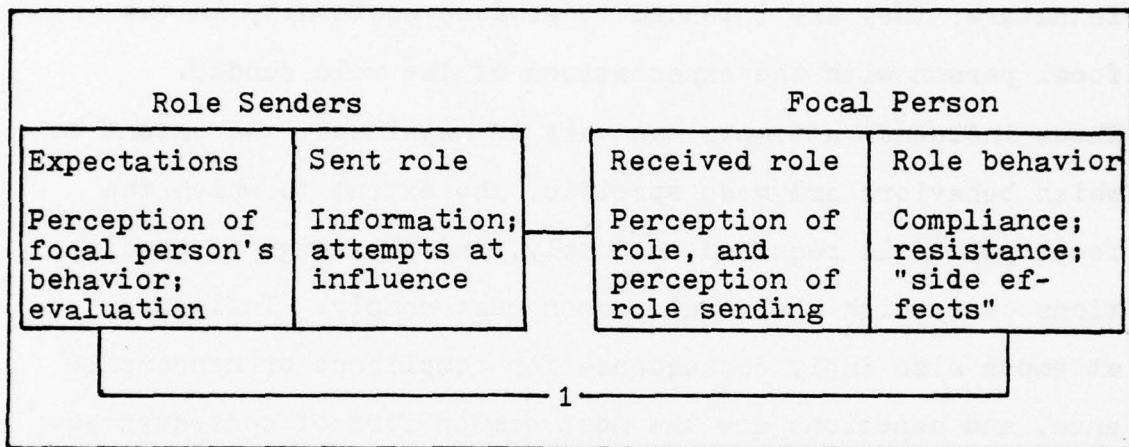 Role Senders
Focal Person
Expectations
Perception of
focal person's
behavior;
evaluation
Sent role
Information;
attempts at
influence
Received role
Perception of
role, and
perception of
role sending
Role behavior
Compliance;
resistance;
"side ef-
fects"
1